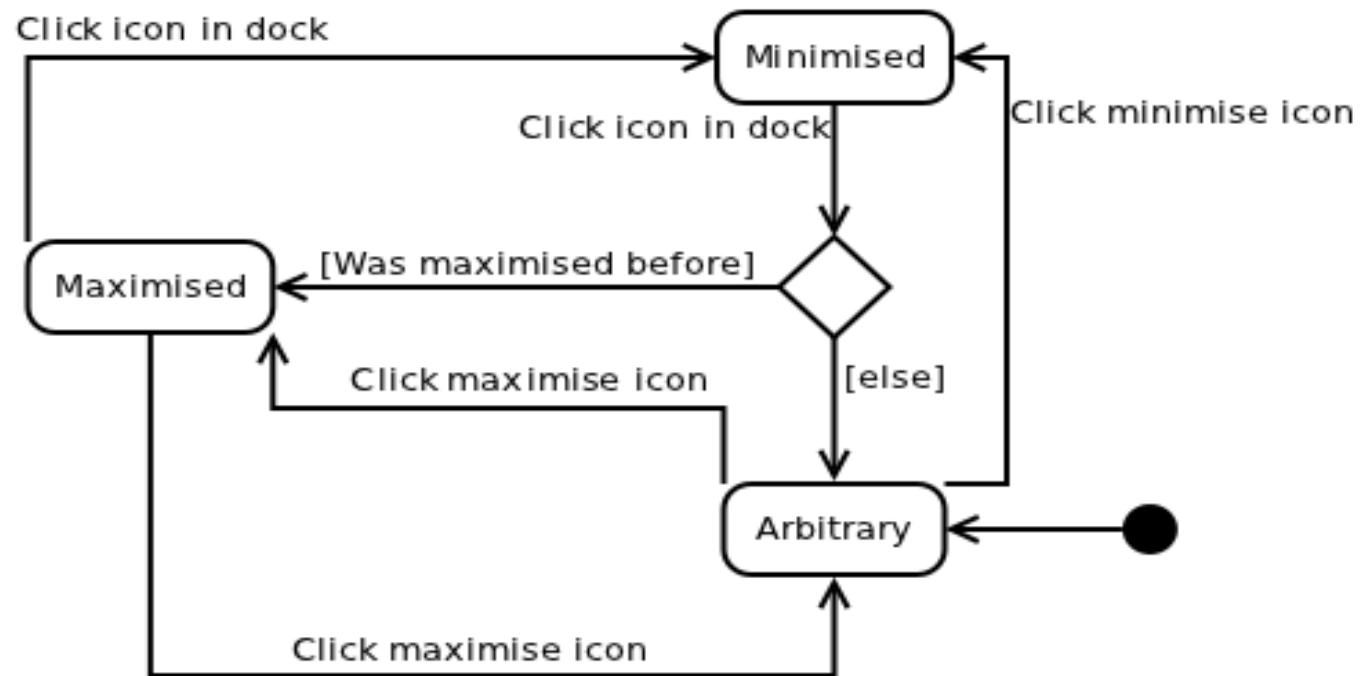 Click icon in dock
Minimised
Click minimise icon
Click icon in dock
[Was maximised before]
Maximised
Click maximise icon
[else]
Arbitrary
Click maximise icon